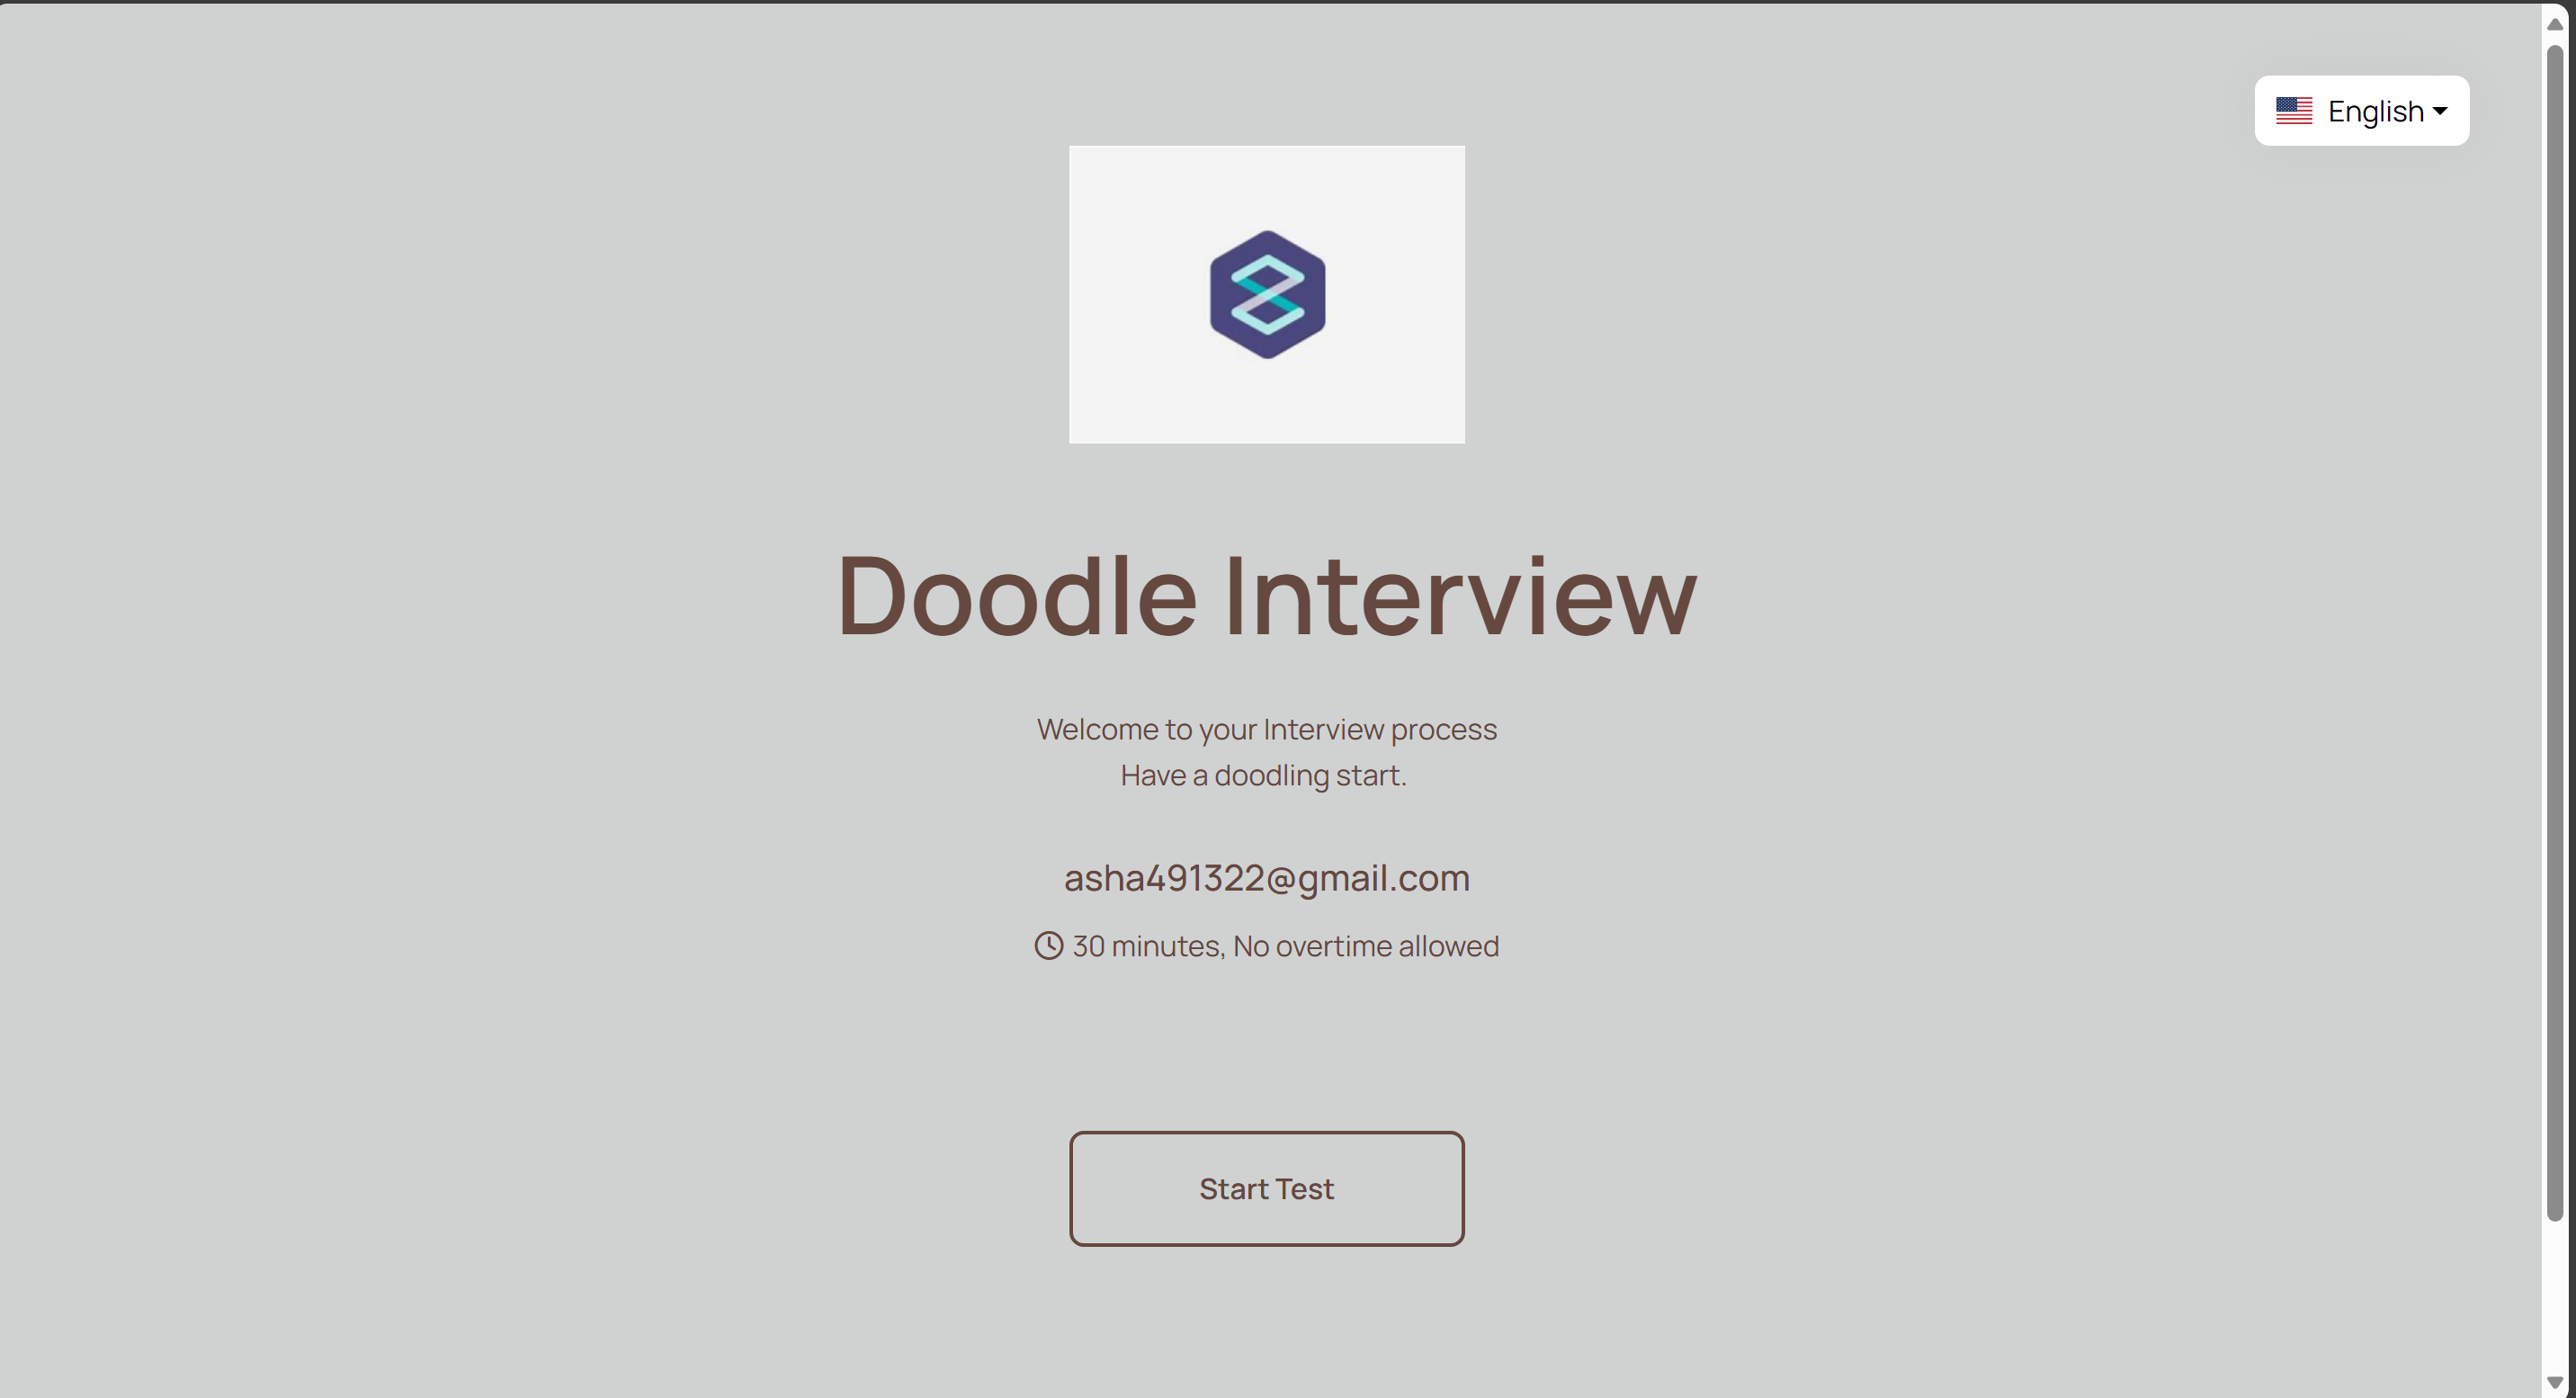 English
Doodle Interview
Welcome to your Interview process
Have a doodling start.
asha491322@gmail.com
30 minutes, No overtime allowed
Start Test